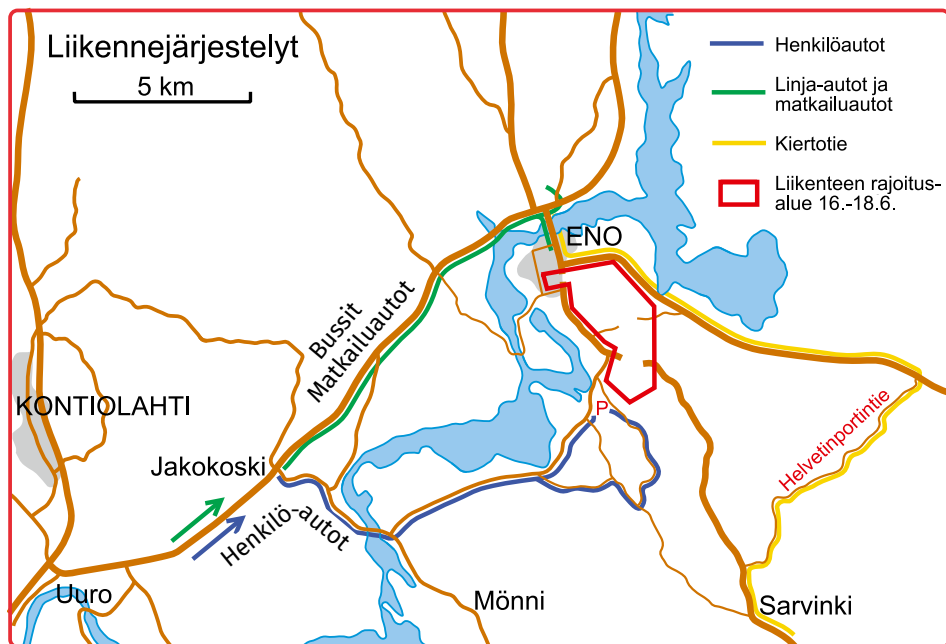 Liikennejärjestelyt
5 km
Henkilöautot
Linja-autot ja
matkailuautot
Kiertotie
Liikenteen rajoitus-
alue 16.-18.6.
ENO
Bussit
Matkailuautot
KONTIOLAHTI
P
Helvetinportintie
Jakokoski
Henkilö-autot
Uuro
Mönni
Sarvinki